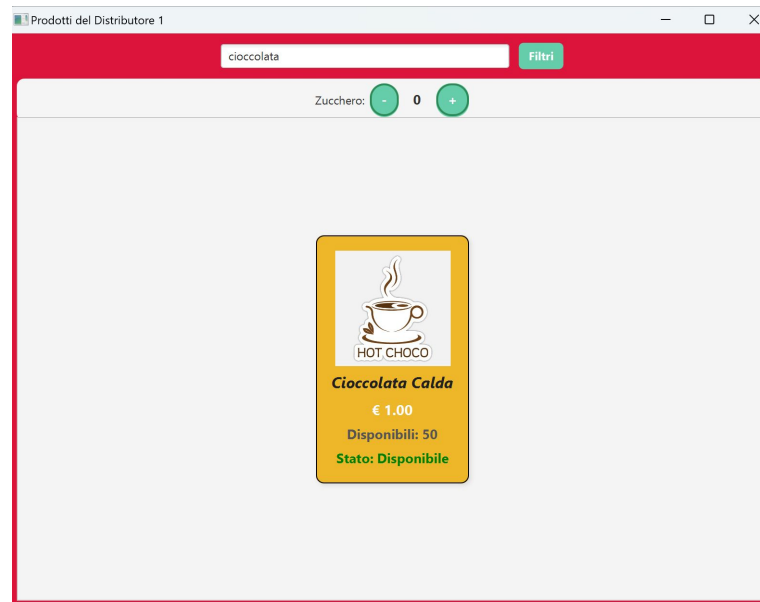 Prodotti del Distributore 1
cioccolata
Filtri
Zucchero: - 0 +
HOT CHOCO
Cioccolata Calda
€ 1.00
Disponibili: 50
Stato: Disponibile